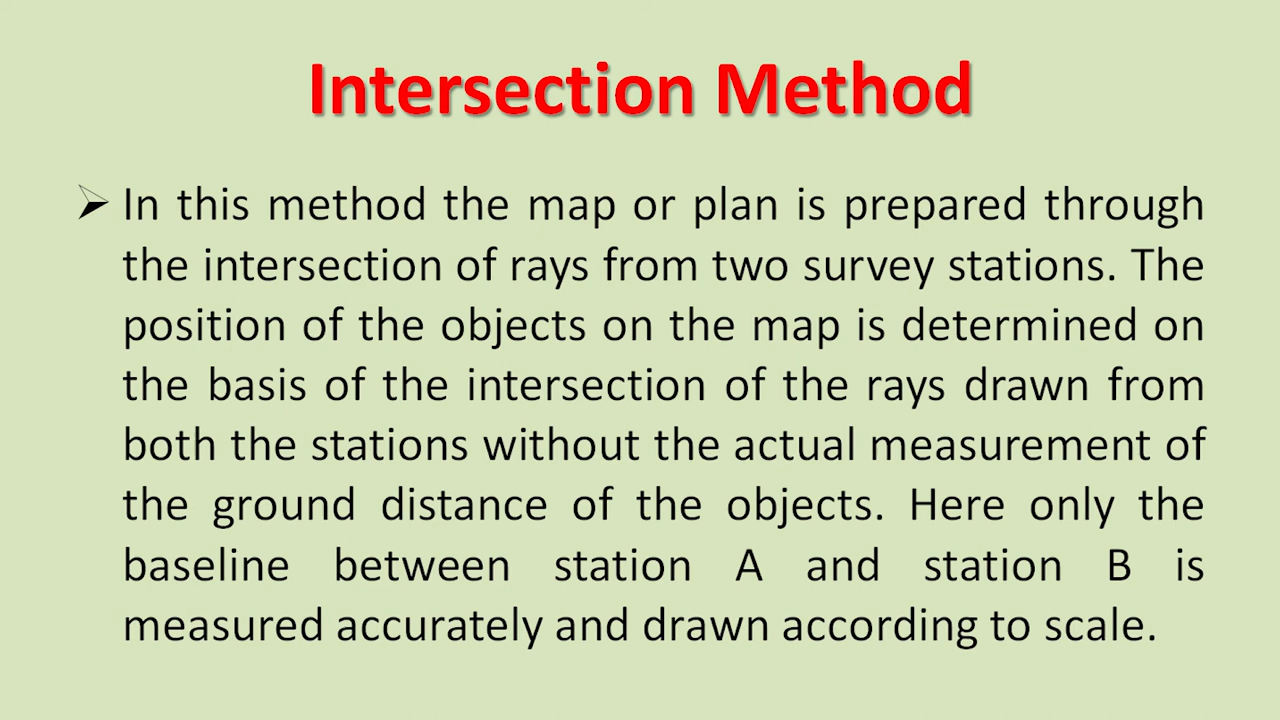 Intersection Method
➢ In this method the map or plan is prepared through
the intersection of rays from two survey stations. The
position of the objects on the map is determined on
the basis of the intersection of the rays drawn from
both the stations without the actual measurement of
the ground distance of the objects. Here only the
baseline between station A and station B is
measured accurately and drawn according to scale.